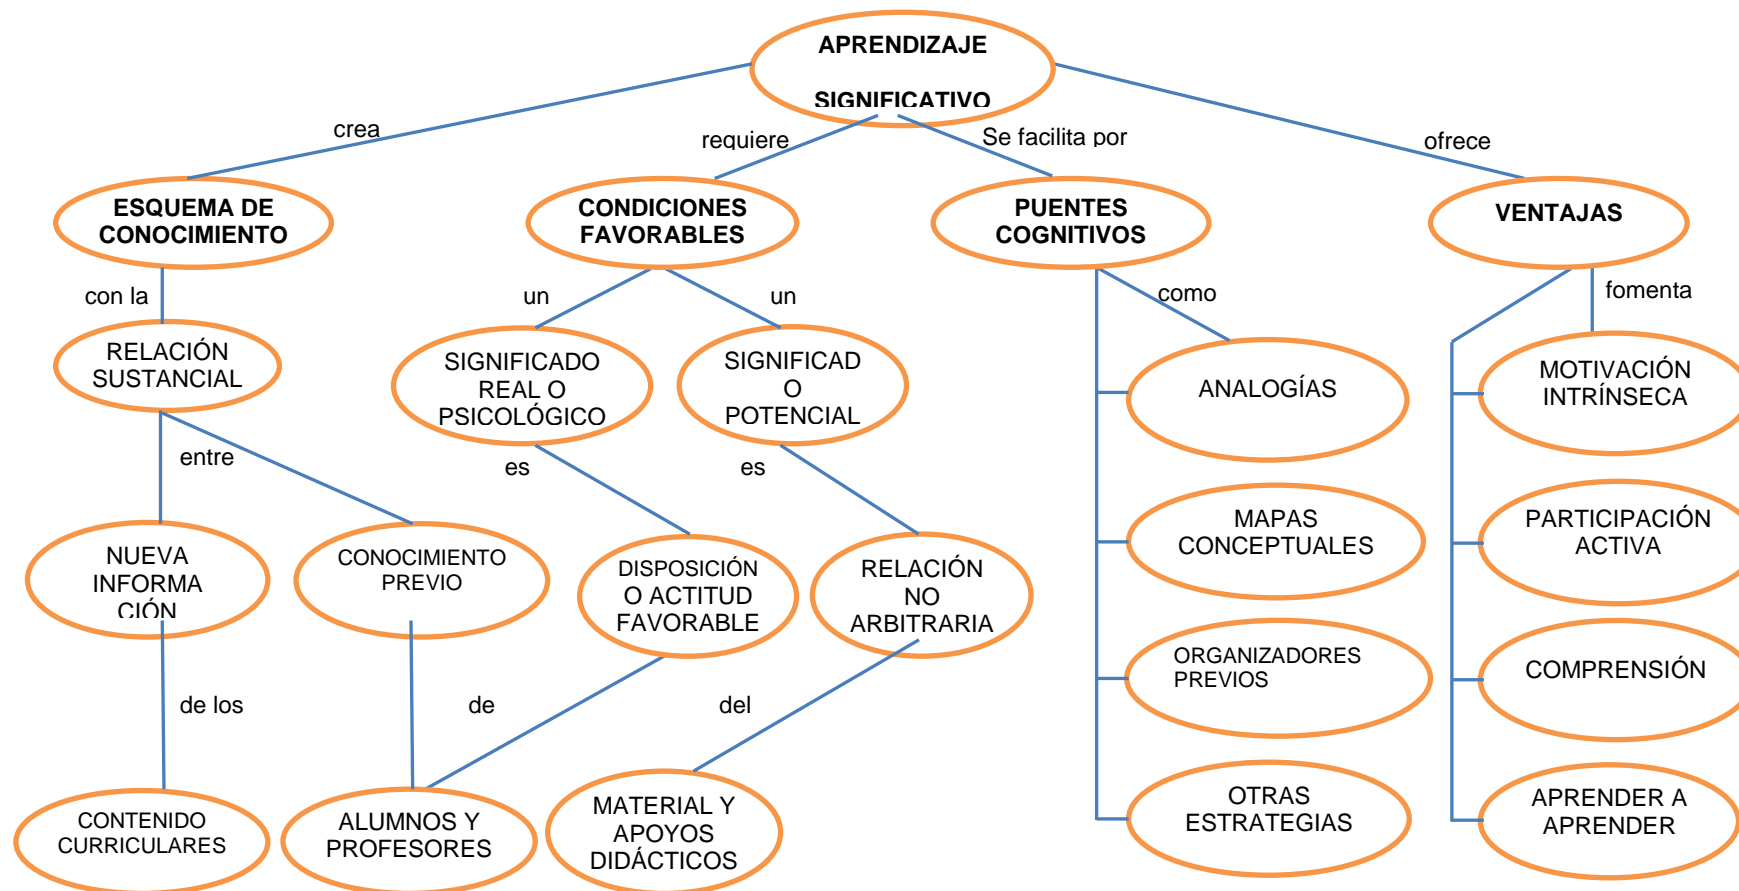 APRENDIZAJE
SIGNIFICATIVO
crea
requiere
Se facilita por
ofrece
ESQUEMA DE
CONOCIMIENTO
CONDICIONES
FAVORABLES
PUENTES
COGNITIVOS
VENTAJAS
con la
un
un
como
fomenta
RELACIÓN
SUSTANCIAL
SIGNIFICADO
REAL O
PSICOLÓGICO
SIGNIFICAD
O
POTENCIAL
ANALOGÍAS
MOTIVACIÓN
INTRÍNSECA
entre
es
es
MAPAS
CONCEPTUALES
PARTICIPACIÓN
ACTIVA
NUEVA
INFORMA
CIÓN
CONOCIMIENTO
PREVIO
DISPOSICIÓN
O ACTITUD
FAVORABLE
RELACIÓN
NO
ARBITRARIA
ORGANIZADORES
PREVIOS
COMPRENSIÓN
de los
de
del
CONTENIDO
CURRICULARES
ALUMNOS Y
PROFESORES
MATERIAL Y
APOYOS
DIDÁCTICOS
OTRAS
ESTRATEGIAS
APRENDER A
APRENDER